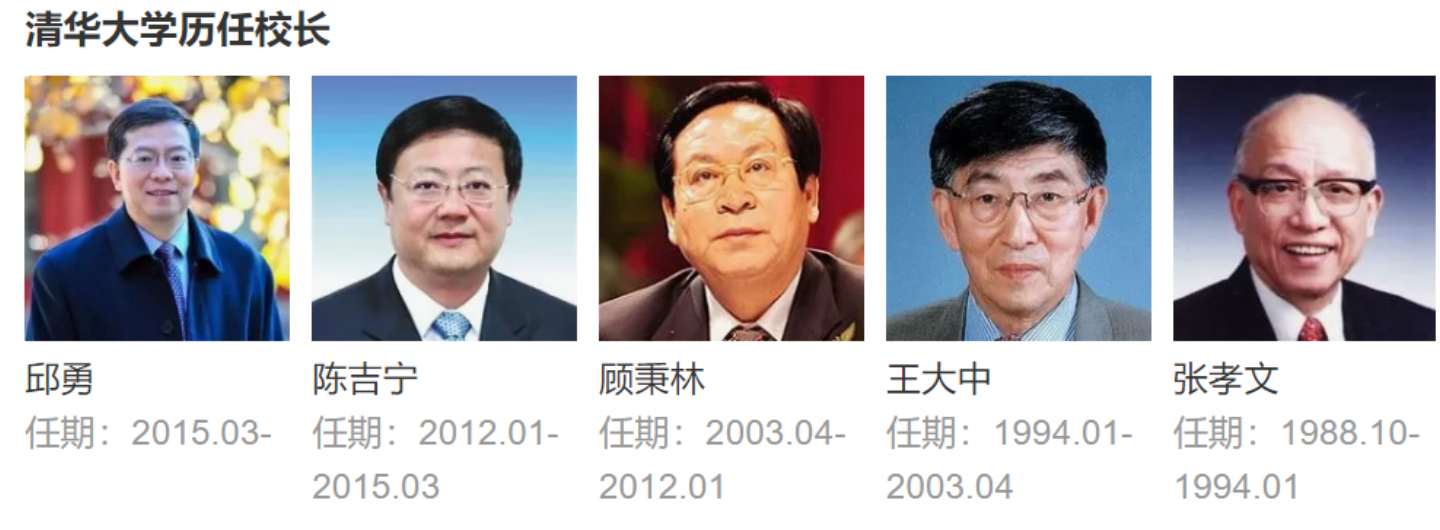 清华大学历任校长
邱勇
任期：2015.03-
陈吉宁
任期：2012.01-
2015.03
顾秉林
任期：2003.04-
2012.01
王大中
任期：1994.01-
2003.04
张孝文
任期：1988.10-
1994.01